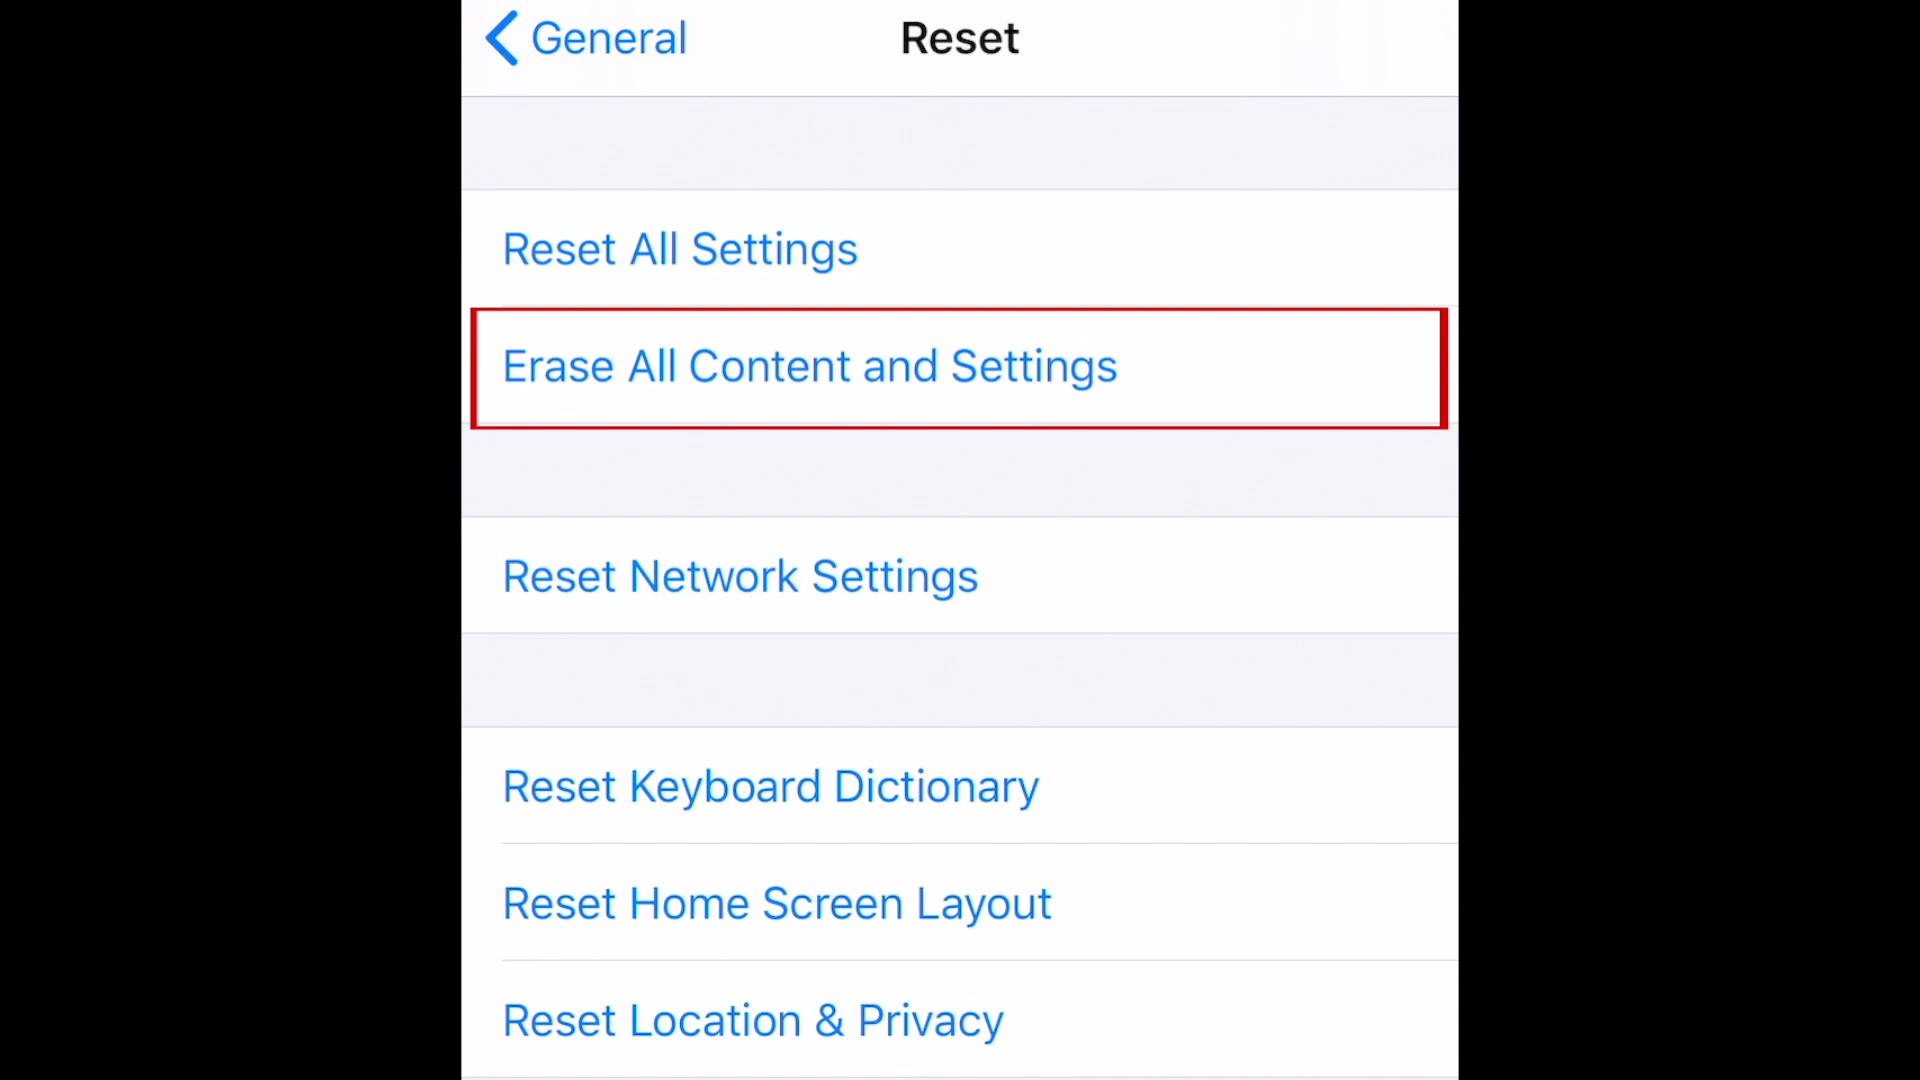 General
Reset
Reset All Settings
Erase All Content and Settings
Reset Network Settings
Reset Keyboard Dictionary
Reset Home Screen Layout
Reset Location & Privacy